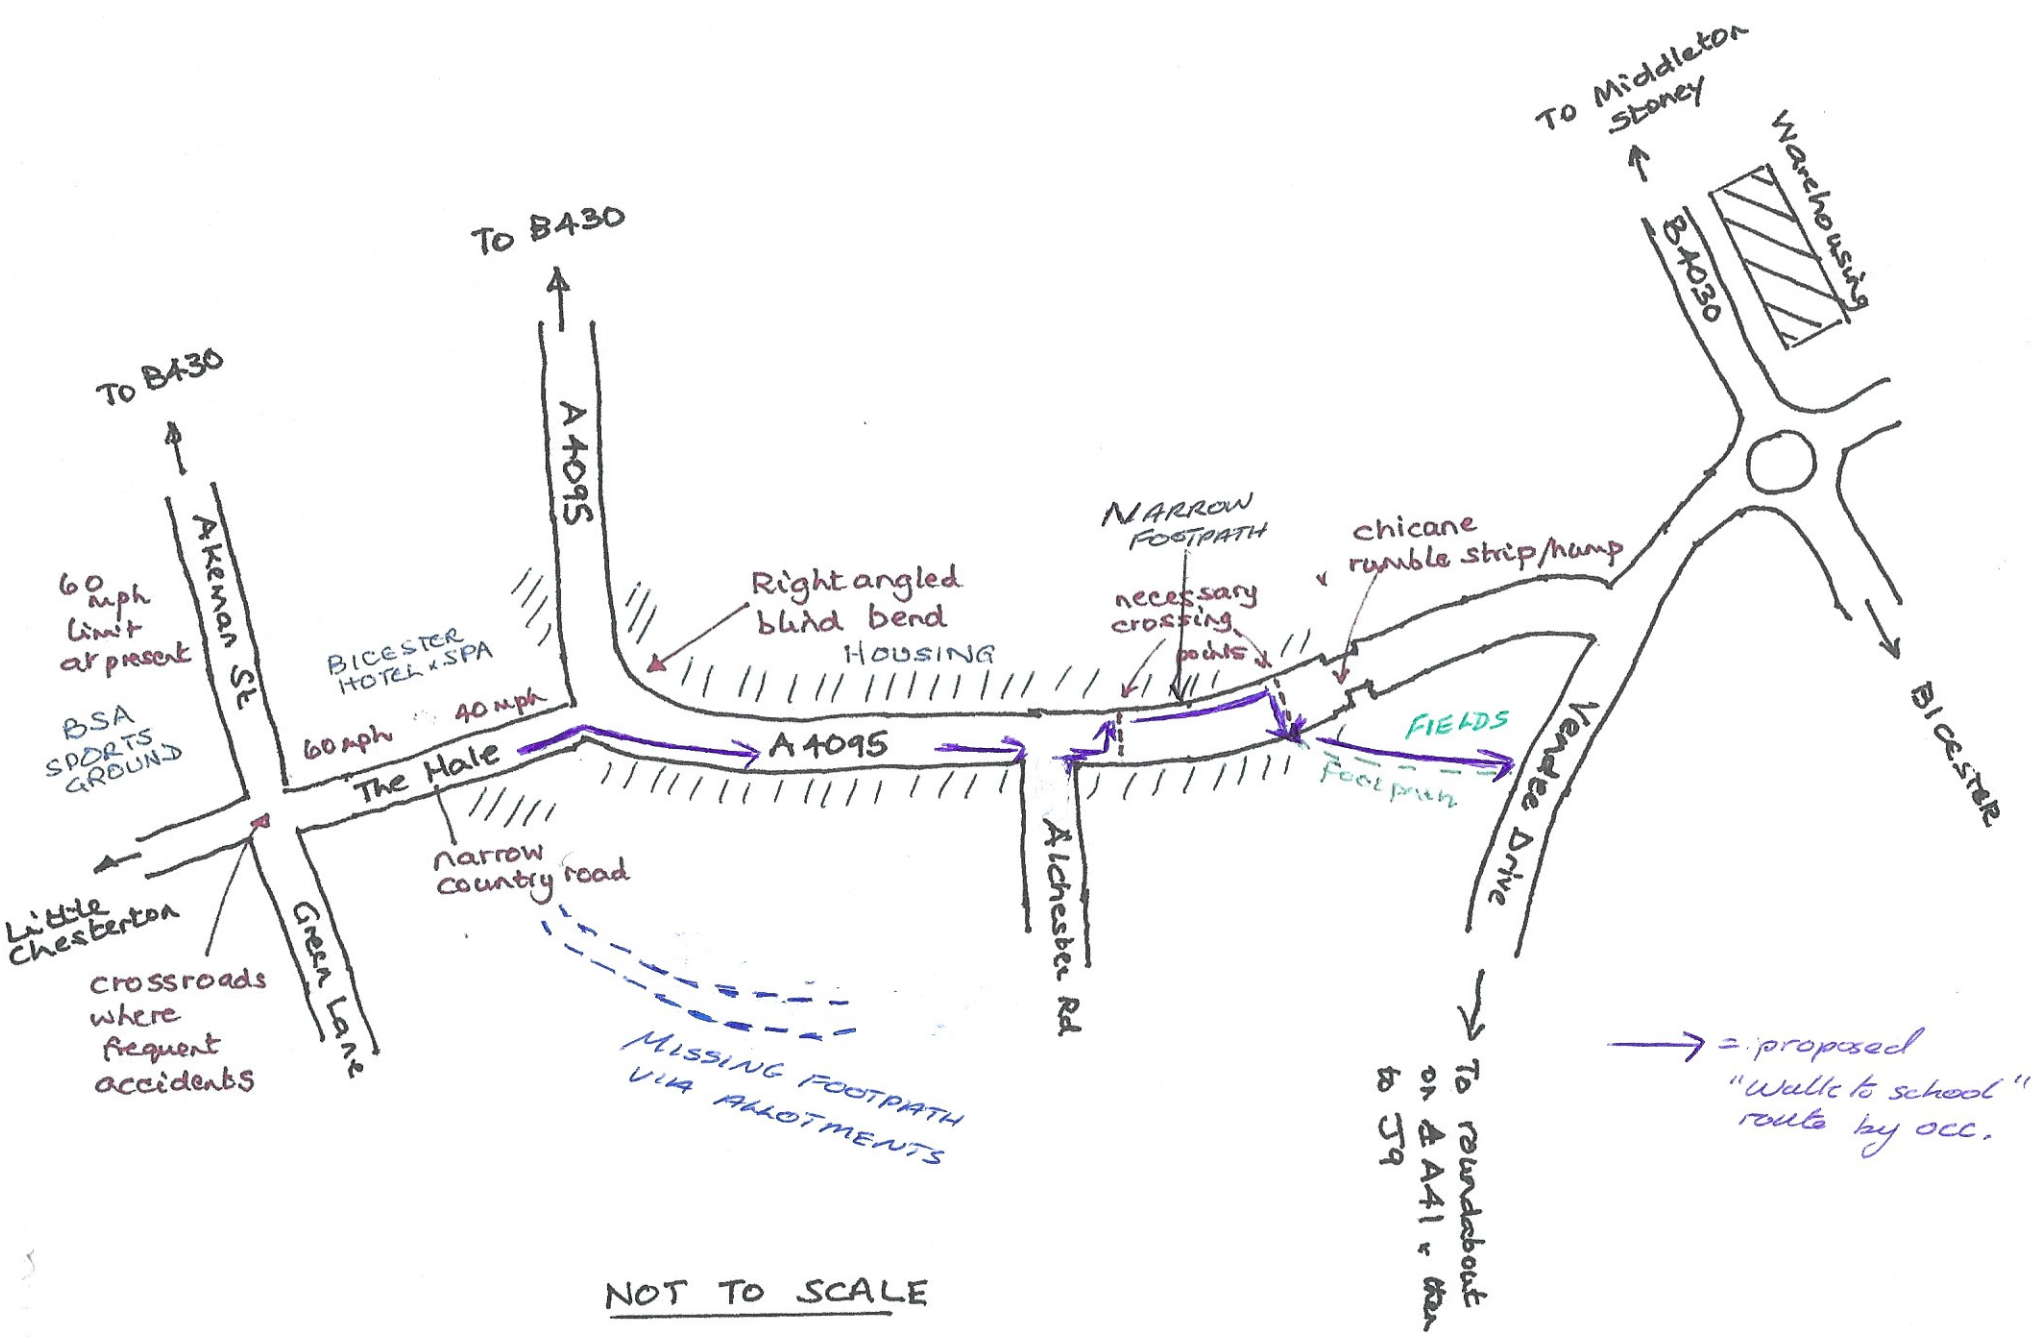 To Middleton
Stoney
Warehousing
B4030
To B430
To B430
A4095
Akeman St
60
mph
limit
at present
BICESTER
HOTEL & SPA
BSA
SPORTS
GROUND
60mph
40 mph
The Hale
Right angled
blind bend
HOUSING
NARROW
FOOTPATH
necessary
crossing
points
chicane
rumble strip/hump
A4095
FIELDS
Footpath
Vendee Drive
BICESTER
Little
Chesterton
narrow
country road
Green Lane
Alchester Rd
crossroads
where
frequent
accidents
MISSING FOOTPATH
VIA ALLOTMENTS
To roundabout
on A41 & then
to J9
= proposed
"Walk to school"
route by OCC.
NOT TO SCALE